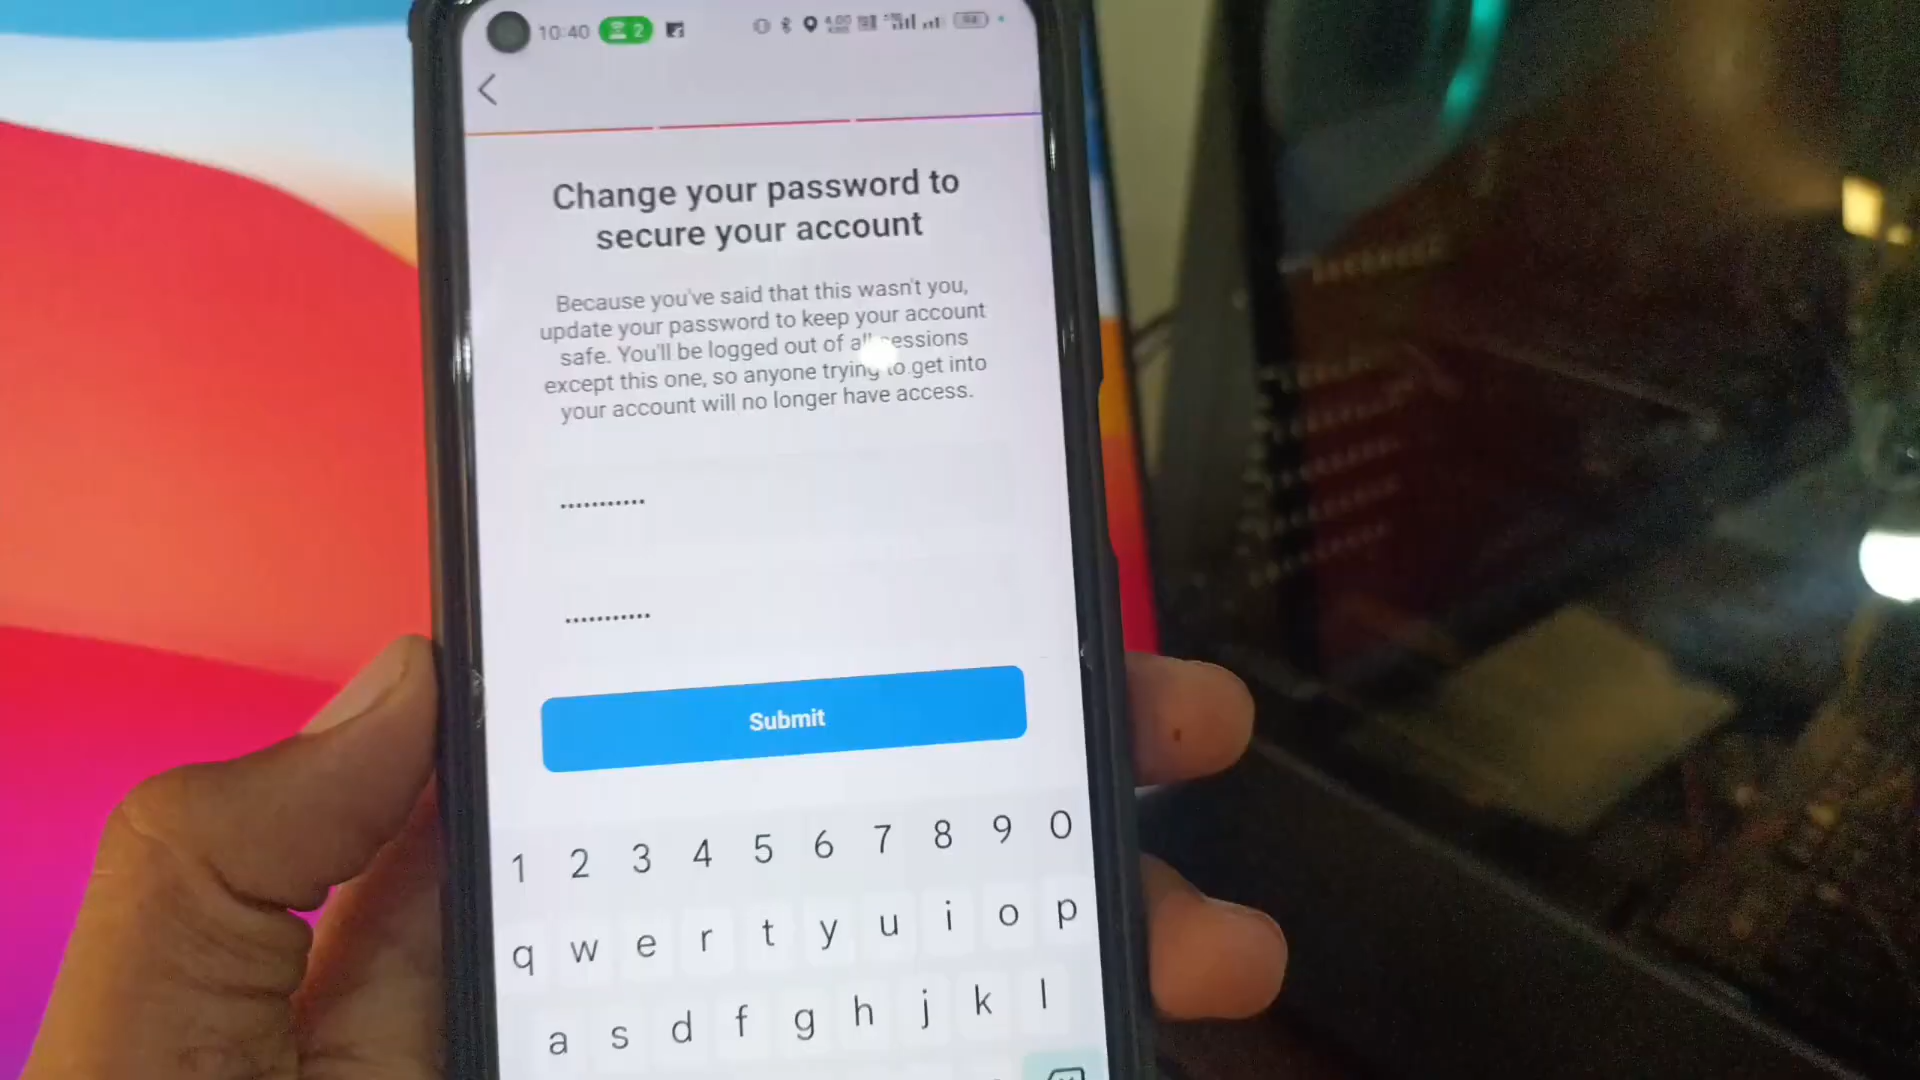 10:40 2
Change your password to
secure your account
Because you've said that this wasn't you,
update your password to keep your account
safe. You'll be logged out of all sessions
except this one, so anyone trying to get into
your account will no longer have access.
Submit
1 2 3 4 5 6 7 8 9 0
q w e r t y u i o p
a s d f g h j k l